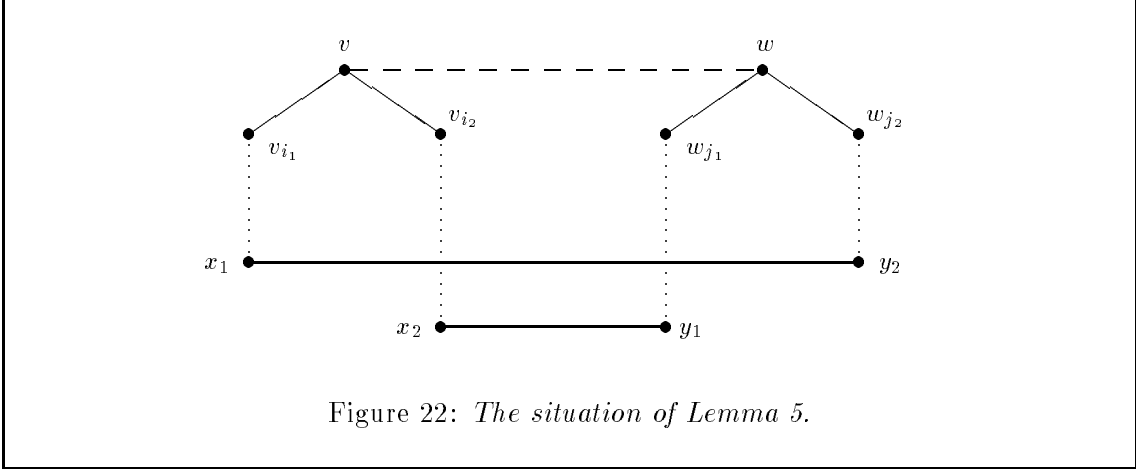 v w
v_{i_2} w_{j_2}
v_{i_1} w_{j_1}
x_1 y_2
x_2 y_1
Figure 22: The situation of Lemma 5.